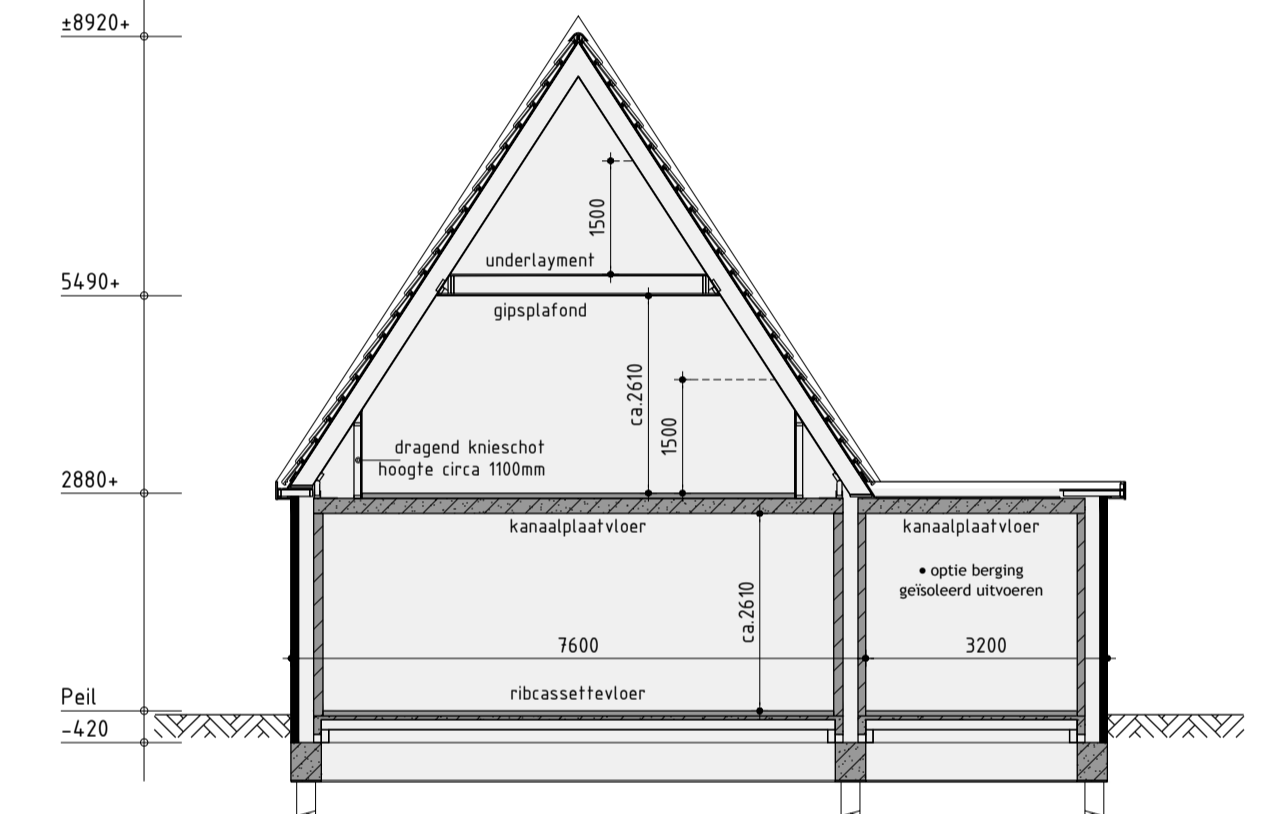 ±8920+
1500
underlayment
5490+
gipsplafond
ca.2610
1500
dragend knieschot
hoogte circa 1100mm
2880+
kanaalplaatvloer
kanaalplaatvloer
• optie berging
geïsoleerd uitvoeren
ca.2610
7600
3200
Peil
ribcassettevloer
-420